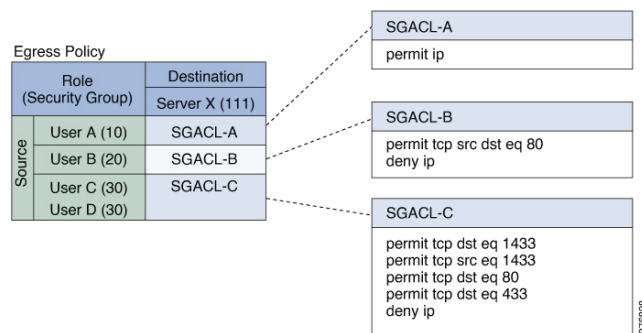 Egress Policy
Role
(Security Group)
Destination
Server X (111)
Source
User A (10)
SGACL-A
User B (20)
SGACL-B
User C (30)
User D (30)
SGACL-C
SGACL-A
permit ip
SGACL-B
permit tcp src dst eq 80
deny ip
SGACL-C
permit tcp dst eq 1433
permit tcp src eq 1433
permit tcp dst eq 80
permit tcp dst eq 433
deny ip